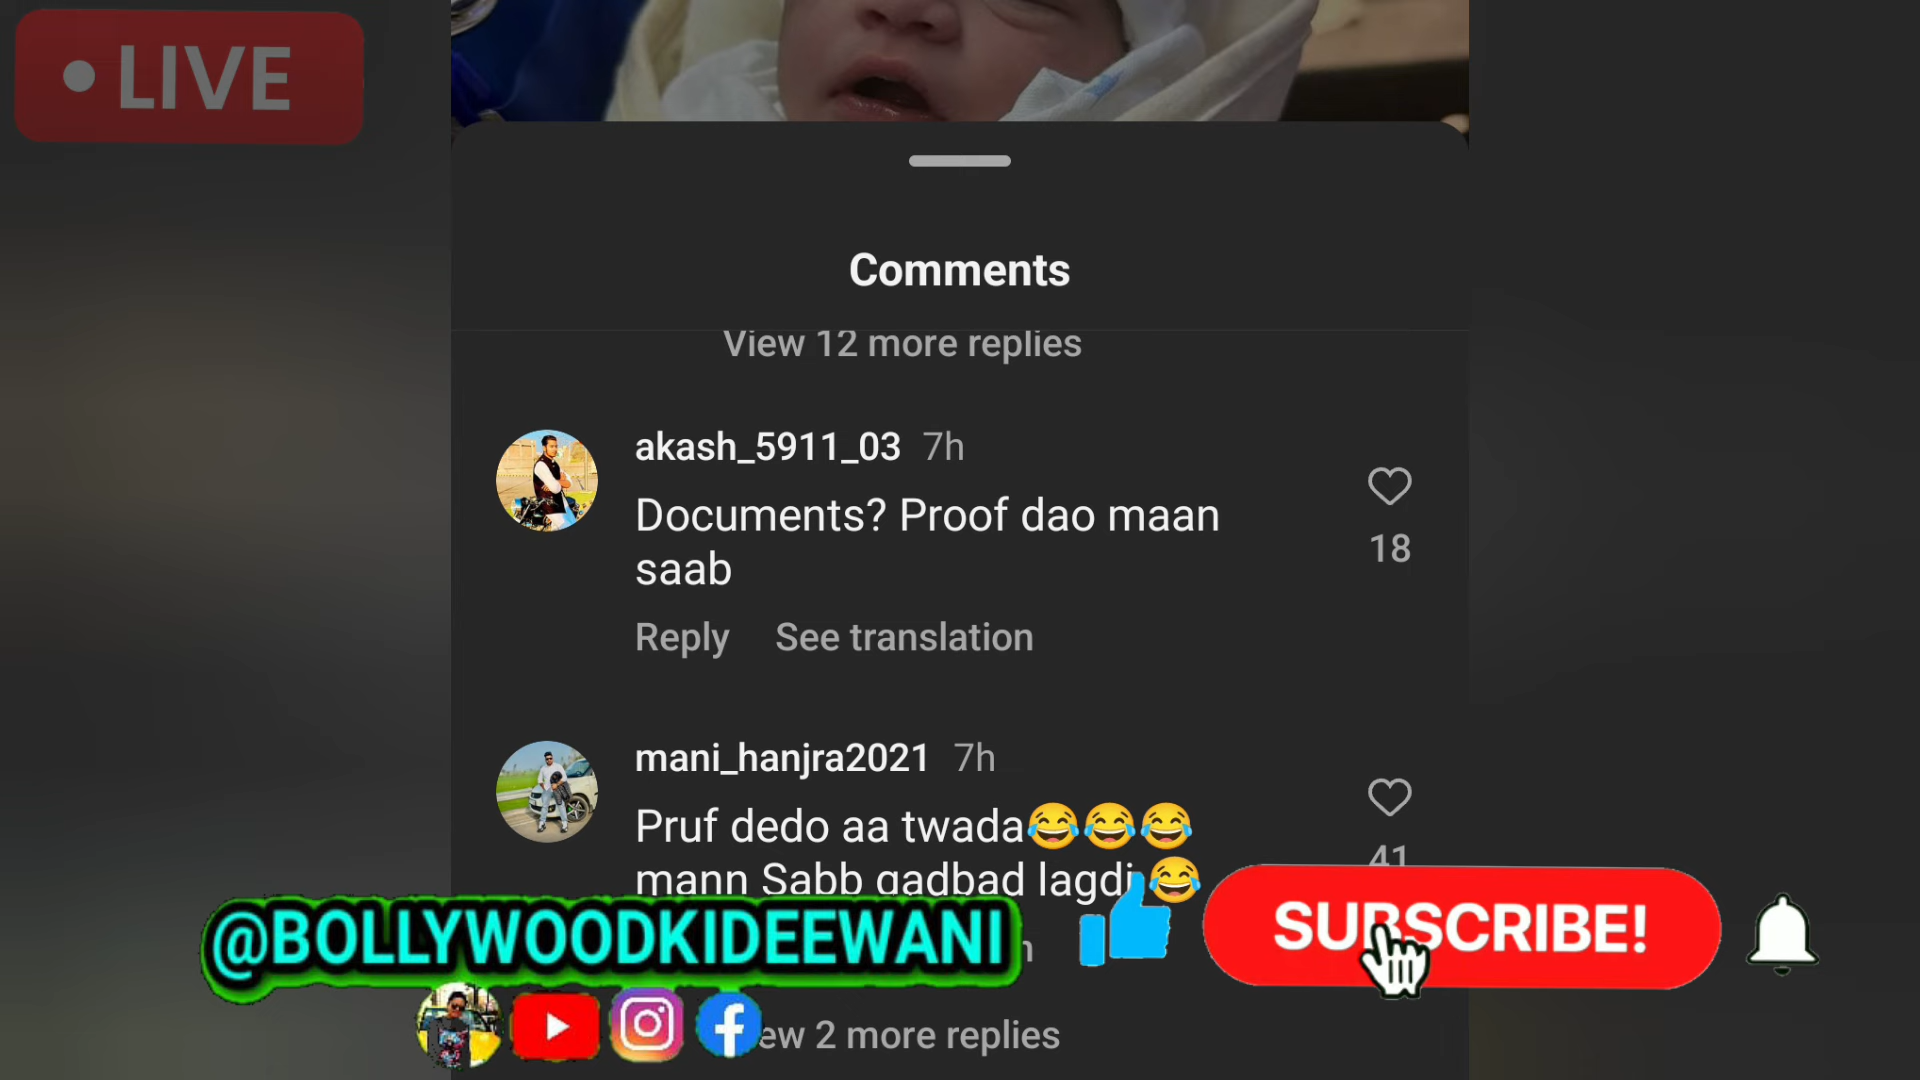 LIVE
Comments
View 12 more replies
akash_5911_03 7h
Documents? Proof dao maan
saab
18
Reply See translation
mani_hanjra2021 7h
Pruf dedo aa twada😂😂😂
mann Sabb gadbad lagdi😂
41
@BOLLYWOODKIDEEWANI
SUBSCRIBE!
ew 2 more replies